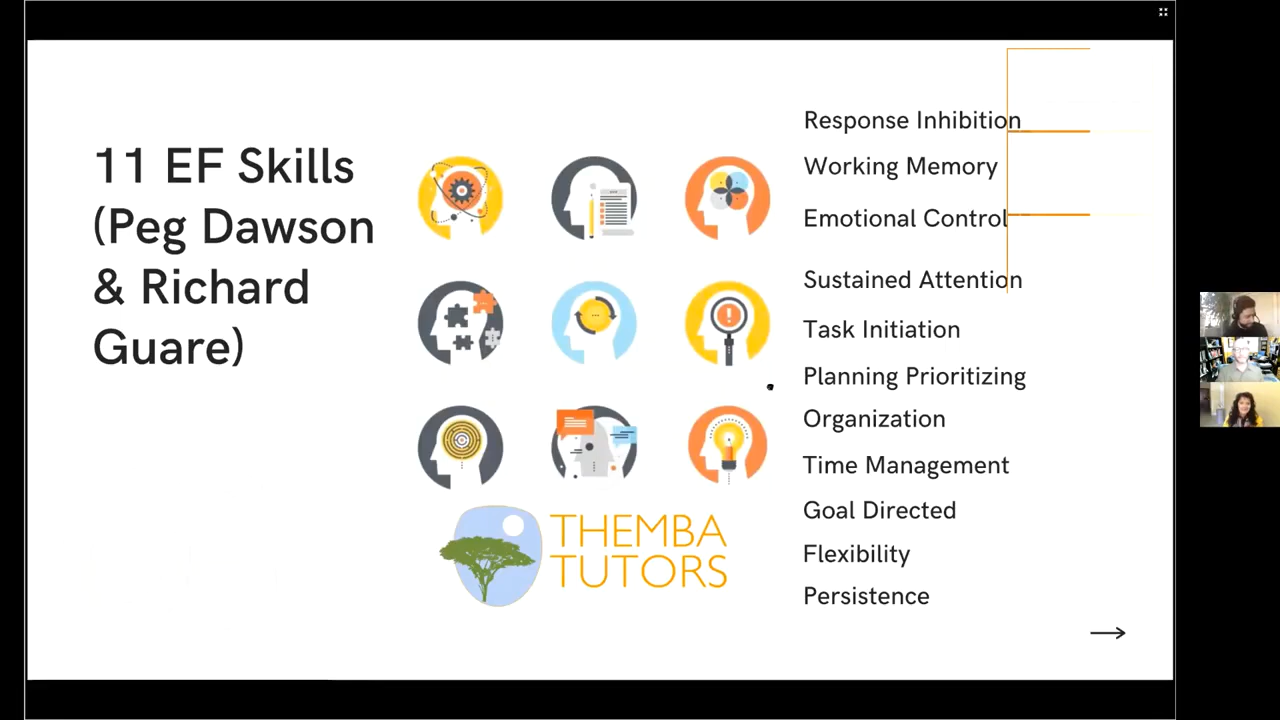 11 EF Skills
(Peg Dawson
& Richard
Guare)
THEMBA
TUTORS
Response Inhibition
Working Memory
Emotional Control
Sustained Attention
Task Initiation
Planning Prioritizing
Organization
Time Management
Goal Directed
Flexibility
Persistence